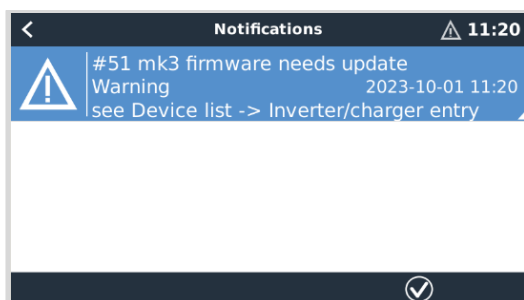 Notifications 11:20
#51 mk3 firmware needs update
Warning 2023-10-01 11:20
see Device list -> Inverter/charger entry